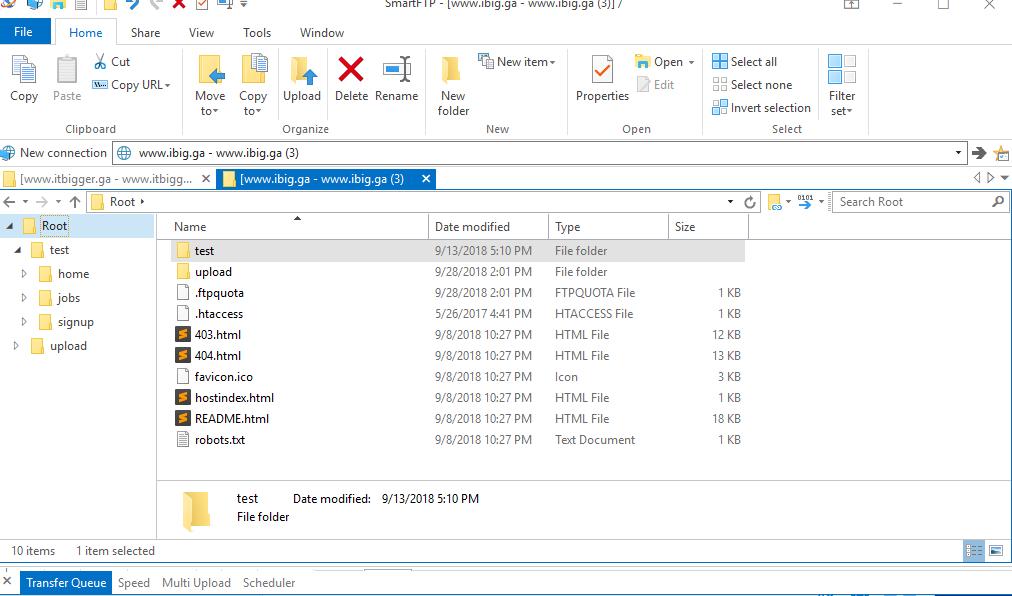 SmartFTP - [www.ibig.ga - www.ibig.ga (3)] /
File Home Share View Tools Window
Copy Paste Cut Copy URL Move to Copy to Upload Delete Rename New folder New item Properties Open Edit Select all Select none Invert selection Filter set
Clipboard Organize New Open Select
New connection www.ibig.ga - www.ibig.ga (3)
[www.itbigger.ga - www.itbigg... [www.ibig.ga - www.ibig.ga (3)
Root 0101 Search Root
Root
test
home
jobs
signup
upload
Name Date modified Type Size
test 9/13/2018 5:10 PM File folder
upload 9/28/2018 2:01 PM File folder
.ftpquota 9/28/2018 2:01 PM FTPQUOTA File 1 KB
.htaccess 5/26/2017 4:41 PM HTACCESS File 1 KB
403.html 9/8/2018 10:27 PM HTML File 12 KB
404.html 9/8/2018 10:27 PM HTML File 13 KB
favicon.ico 9/8/2018 10:27 PM Icon 3 KB
hostindex.html 9/8/2018 10:27 PM HTML File 1 KB
README.html 9/8/2018 10:27 PM HTML File 18 KB
robots.txt 9/8/2018 10:27 PM Text Document 1 KB
test Date modified: 9/13/2018 5:10 PM
File folder
10 items 1 item selected
Transfer Queue Speed Multi Upload Scheduler